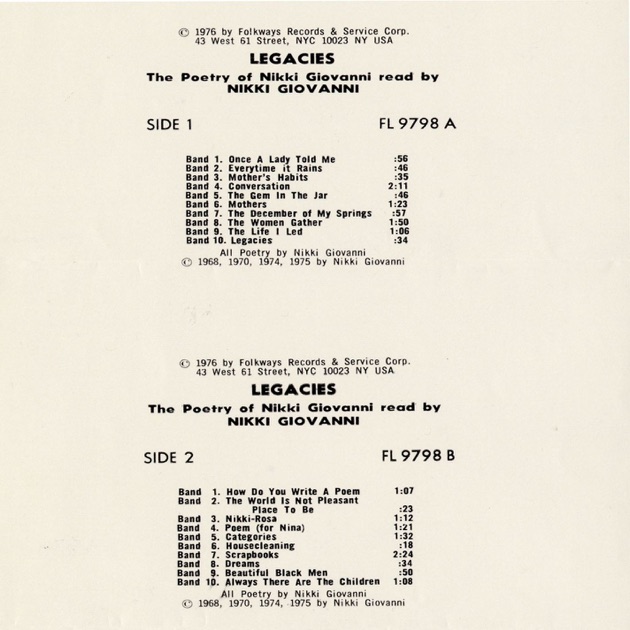 © 1976 by Folkways Records & Service Corp.
43 West 61 Street, NYC 10023 NY USA
LEGACIES
The Poetry of Nikki Giovanni read by
NIKKI GIOVANNI
SIDE 1 FL 9798 A
Band 1. Once A Lady Told Me :56
Band 2. Everytime it Rains :46
Band 3. Mother's Habits :35
Band 4. Conversation 2:11
Band 5. The Gem In The Jar :46
Band 6. Mothers 1:23
Band 7. The December of My Springs :57
Band 8. The Women Gather 1:50
Band 9. The Life I Led 1:06
Band 10. Legacies :34
All Poetry by Nikki Giovanni
© 1968, 1970, 1974, 1975 by Nikki Giovanni
© 1976 by Folkways Records & Service Corp.
43 West 61 Street, NYC 10023 NY USA
LEGACIES
The Poetry of Nikki Giovanni read by
NIKKI GIOVANNI
SIDE 2 FL 9798 B
Band 1. How Do You Write A Poem 1:07
Band 2. The World Is Not Pleasant
Place To Be :23
Band 3. Nikki-Rosa 1:12
Band 4. Poem (for Nina) 1:21
Band 5. Categories 1:32
Band 6. Housecleaning :18
Band 7. Scrapbooks 2:24
Band 8. Dreams :34
Band 9. Beautiful Black Men :50
Band 10. Always There Are The Children 1:08
All Poetry by Nikki Giovanni
© 1968, 1970, 1974, 1975 by Nikki Giovanni